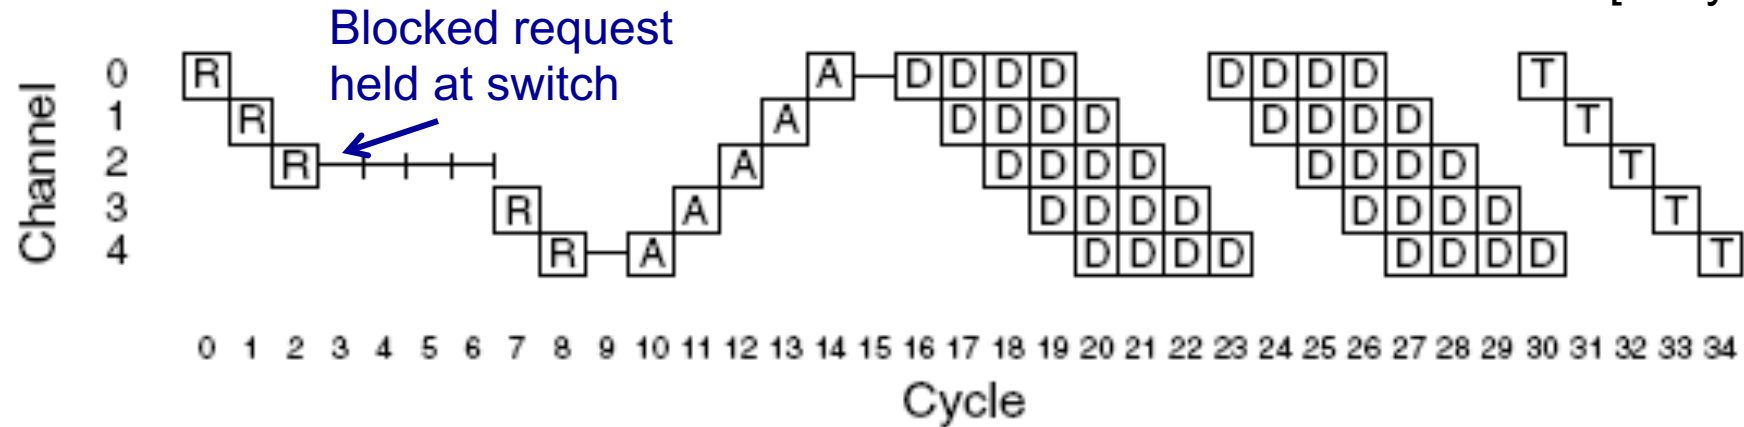 Blocked request
held at switch
Channel
0 R A D D D D D D D D T
1 R A D D D D D D D D T
2 R A D D D D D D D D T
3 R A D D D D D D D D T
4 R A D D D D D D D D T
0 1 2 3 4 5 6 7 8 9 10 11 12 13 14 15 16 17 18 19 20 21 22 23 24 25 26 27 28 29 30 31 32 33 34
Cycle